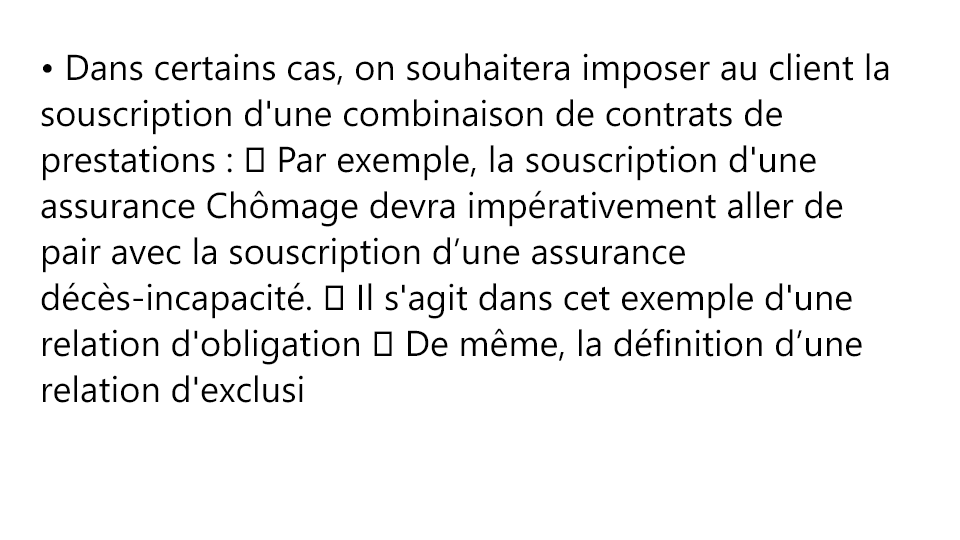 • Dans certains cas, on souhaitera imposer au client la
souscription d'une combinaison de contrats de
prestations : □ Par exemple, la souscription d'une
assurance Chômage devra impérativement aller de
pair avec la souscription d’une assurance
décès-incapacité. □ Il s'agit dans cet exemple d'une
relation d'obligation □ De même, la définition d’une
relation d'exclusi